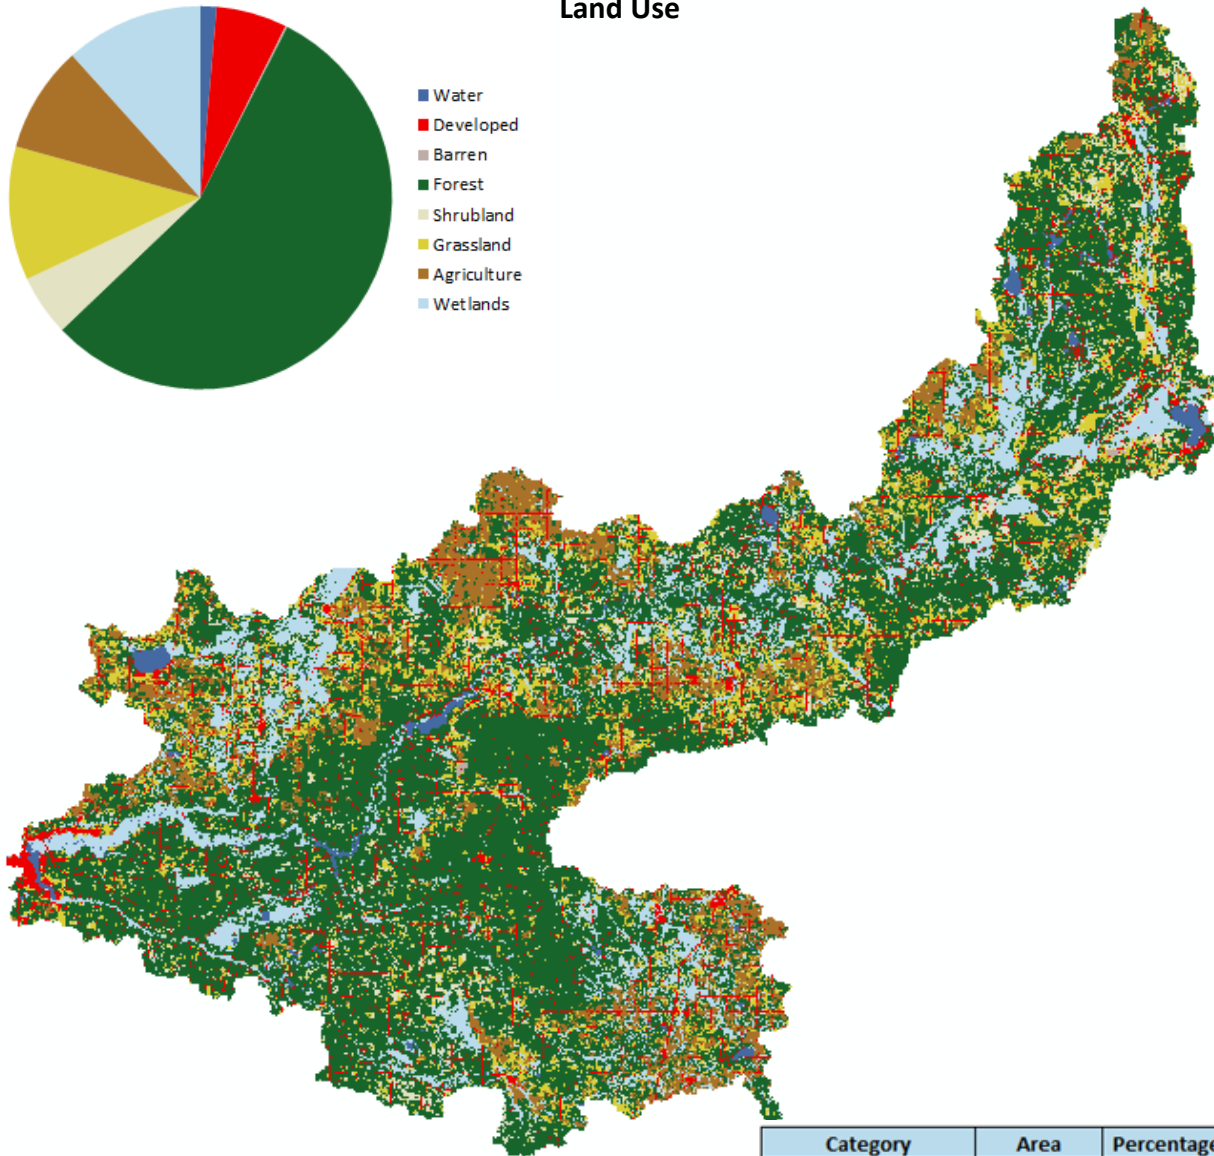 Land Use
Water
Developed
Barren
Forest
Shrubland
Grassland
Agriculture
Wetlands
Category Area Percentage